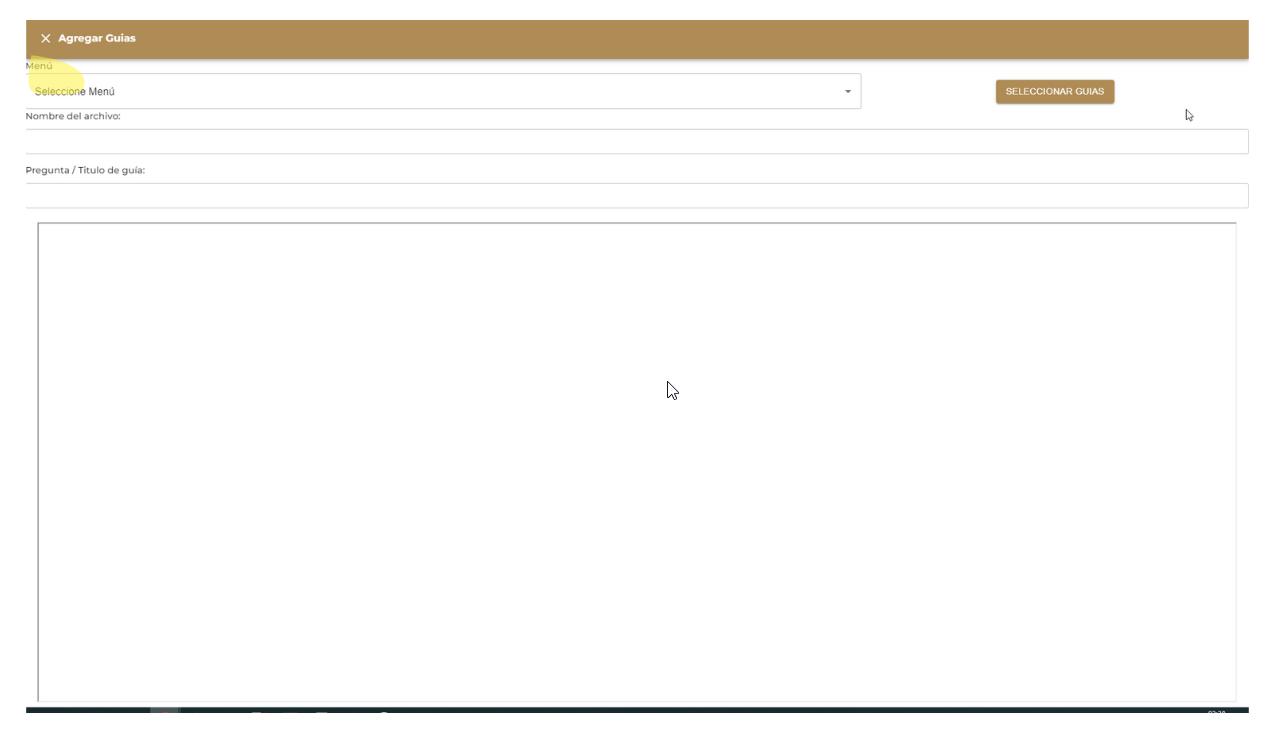 Agregar Guias
Menú
Seleccione Menú
SELECCIONAR GUIAS
Nombre del archivo:
Pregunta / Título de guía: